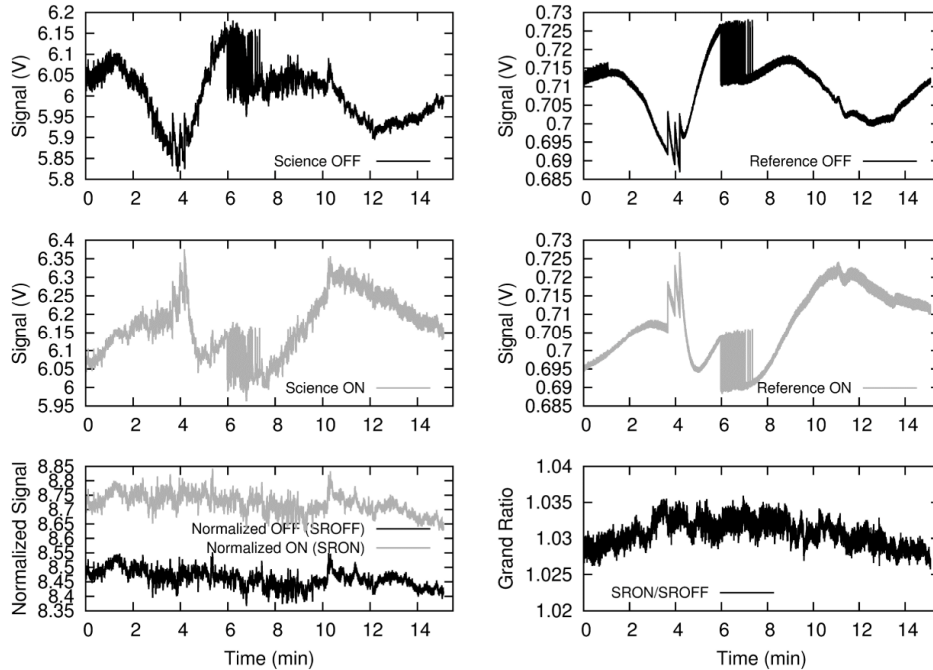 6.2
6.15
6.1
6.05
6
5.95
5.9
5.85
5.8
Signal (V)
Science OFF
0 2 4 6 8 10 12 14
0.73
0.725
0.72
0.715
0.71
0.705
0.7
0.695
0.69
0.685
Signal (V)
Reference OFF
0 2 4 6 8 10 12 14
6.4
6.35
6.3
6.25
6.2
6.15
6.1
6.05
6
5.95
Signal (V)
Science ON
0 2 4 6 8 10 12 14
0.73
0.725
0.72
0.715
0.71
0.705
0.7
0.695
0.69
0.685
Signal (V)
Reference ON
0 2 4 6 8 10 12 14
8.85
8.8
8.75
8.7
8.65
8.6
8.55
8.5
8.45
8.4
8.35
Normalized Signal
Normalized OFF (SROFF)
Normalized ON (SRON)
0 2 4 6 8 10 12 14
Time (min)
1.04
1.035
1.03
1.025
1.02
Grand Ratio
SRON/SROFF
0 2 4 6 8 10 12 14
Time (min)